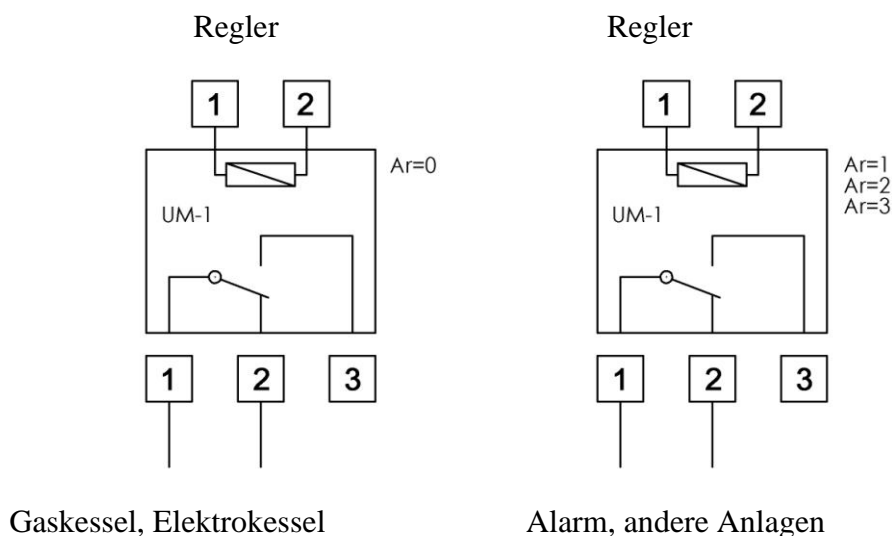 Regler
1 2
Ar=0
UM-1
1 2 3
Gaskessel, Elektrokessel
Regler
1 2
Ar=1
Ar=2
Ar=3
UM-1
1 2 3
Alarm, andere Anlagen